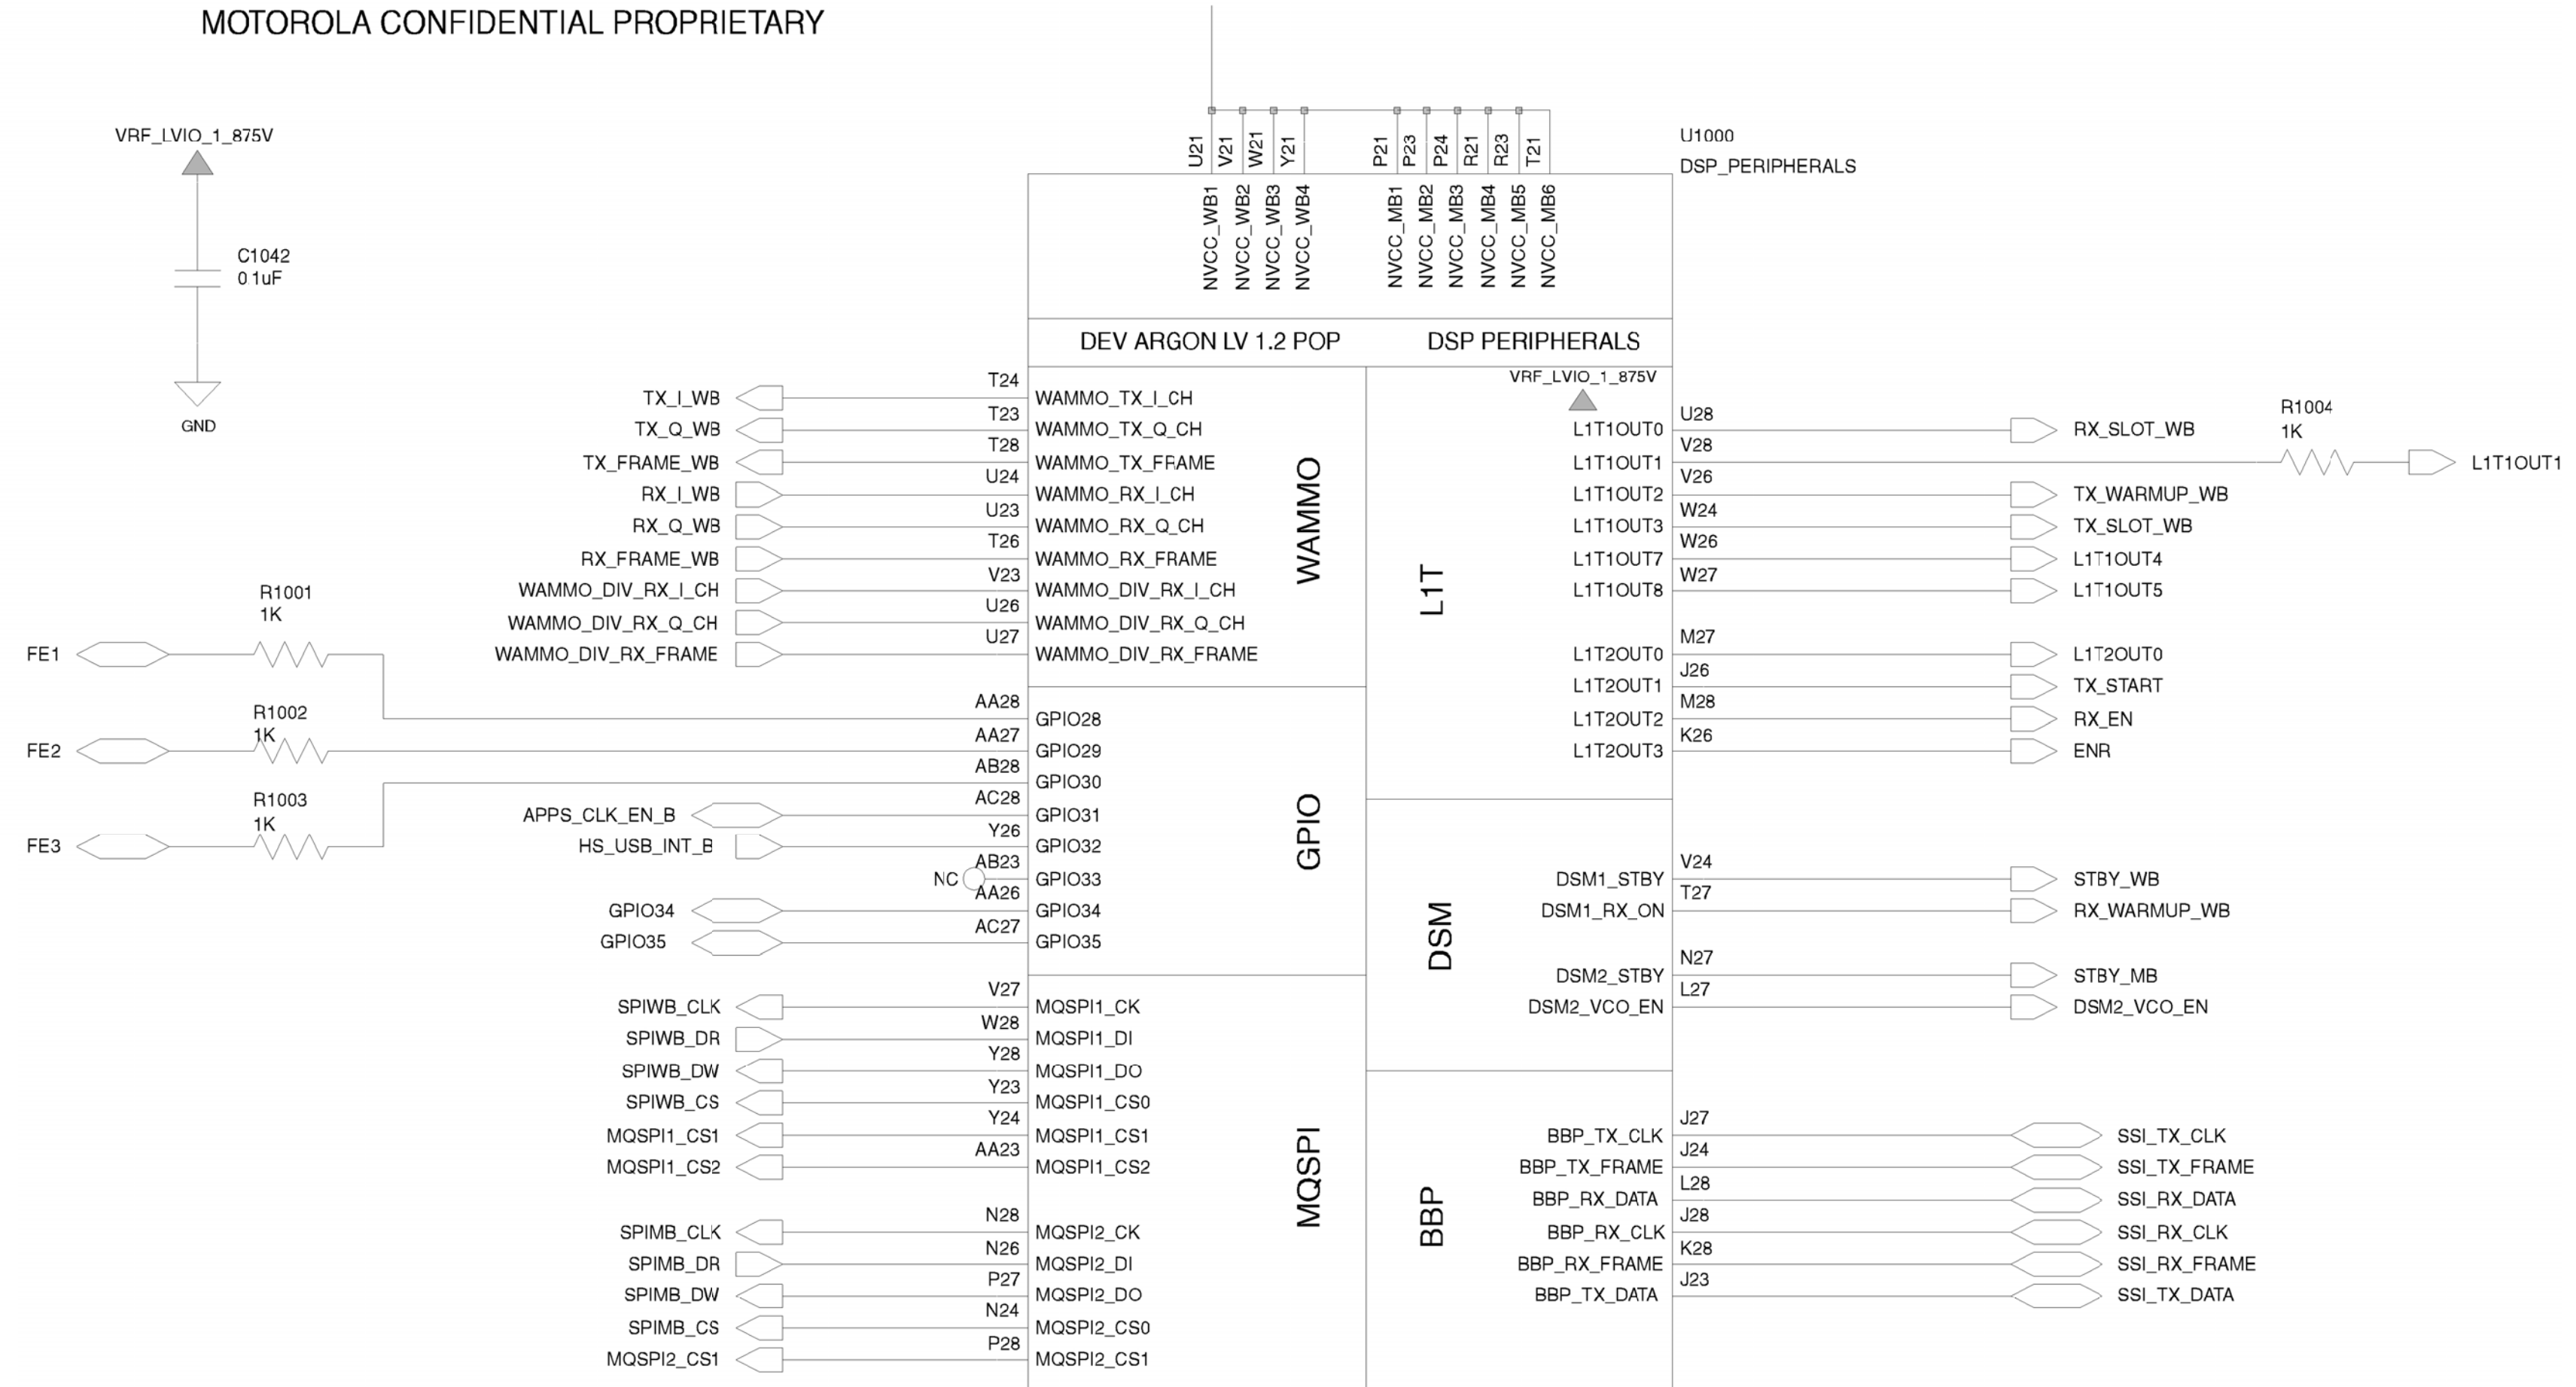 MOTOROLA CONFIDENTIAL PROPRIETARY
VRF_LVIO_1_875V
C1042
0.1uF
GND
U21
V21
W21
Y21
P21
P23
P24
R21
R23
T21
U1000
DSP_PERIPHERALS
NVCC_WB1
NVCC_WB2
NVCC_WB3
NVCC_WB4
NVCC_MB1
NVCC_MB2
NVCC_MB3
NVCC_MB4
NVCC_MB5
NVCC_MB6
DEV ARGON LV 1.2 POP
DSP PERIPHERALS
TX_I_WB T24 WAMMO_TX_I_CH
TX_Q_WB T23 WAMMO_TX_Q_CH
TX_FRAME_WB T28 WAMMO_TX_FRAME
RX_I_WB U24 WAMMO_RX_I_CH
RX_Q_WB U23 WAMMO_RX_Q_CH
RX_FRAME_WB T26 WAMMO_RX_FRAME
WAMMO_DIV_RX_I_CH V23 WAMMO_DIV_RX_I_CH
WAMMO_DIV_RX_Q_CH U26 WAMMO_DIV_RX_Q_CH
WAMMO_DIV_RX_FRAME U27 WAMMO_DIV_RX_FRAME
WAMMO
R1001
1K
FE1
R1002
1K
FE2
R1003
1K
FE3
AA28 GPIO28
AA27 GPIO29
AB28 GPIO30
APPS_CLK_EN_B AC28 GPIO31
HS_USB_INT_B Y26 GPIO32
NC AB23 GPIO33
GPIO34 AA26 GPIO34
GPIO35 AC27 GPIO35
GPIO
SPIWB_CLK V27 MQSPI1_CK
SPIWB_DR W28 MQSPI1_DI
SPIWB_DW Y28 MQSPI1_DO
SPIWB_CS Y23 MQSPI1_CS0
MQSPI1_CS1 Y24 MQSPI1_CS1
MQSPI1_CS2 AA23 MQSPI1_CS2
SPIMB_CLK N28 MQSPI2_CK
SPIMB_DR N26 MQSPI2_DI
SPIMB_DW P27 MQSPI2_DO
SPIMB_CS N24 MQSPI2_CS0
MQSPI2_CS1 P28 MQSPI2_CS1
MQSPI
VRF_LVIO_1_875V
L1T1OUT0 U28 RX_SLOT_WB
R1004
1K
L1T1OUT1 V28 L1T1OUT1
L1T1OUT2 V26 TX_WARMUP_WB
L1T1OUT3 W24 TX_SLOT_WB
L1T1OUT7 W26 L1T1OUT4
L1T1OUT8 W27 L1T1OUT5
L1T2OUT0 M27 L1T2OUT0
L1T2OUT1 J26 TX_START
L1T2OUT2 M28 RX_EN
L1T2OUT3 K26 ENR
L1T
DSM1_STBY V24 STBY_WB
DSM1_RX_ON T27 RX_WARMUP_WB
DSM2_STBY N27 STBY_MB
DSM2_VCO_EN L27 DSM2_VCO_EN
DSM
BBP_TX_CLK J27 SSI_TX_CLK
BBP_TX_FRAME J24 SSI_TX_FRAME
BBP_RX_DATA L28 SSI_RX_DATA
BBP_RX_CLK J28 SSI_RX_CLK
BBP_RX_FRAME K28 SSI_RX_FRAME
BBP_TX_DATA J23 SSI_TX_DATA
BBP